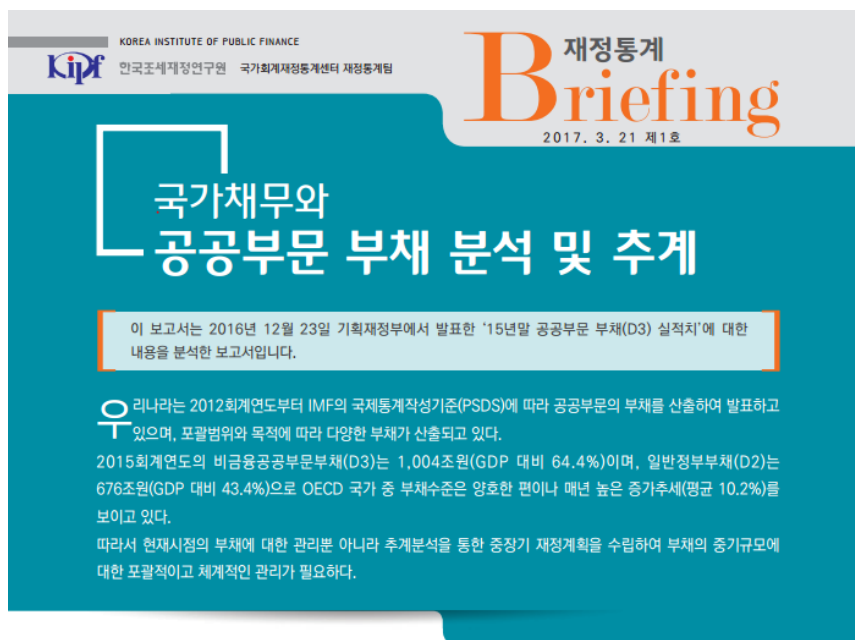 KOREA INSTITUTE OF PUBLIC FINANCE
Kipf 한국조세재정연구원 국가회계재정통계센터 재정통계팀
재정통계
Briefing
2017. 3. 21 제1호
국가채무와
공공부문 부채 분석 및 추계
이 보고서는 2016년 12월 23일 기획재정부에서 발표한 '15년말 공공부문 부채(D3) 실적치'에 대한
내용을 분석한 보고서입니다.
우리나라는 2012회계연도부터 IMF의 국제통계작성기준(PSDS)에 따라 공공부문의 부채를 산출하여 발표하고
있으며, 포괄범위와 목적에 따라 다양한 부채가 산출되고 있다.
2015회계연도의 비금융공공부문부채(D3)는 1,004조원(GDP 대비 64.4%)이며, 일반정부부채(D2)는
676조원(GDP 대비 43.4%)으로 OECD 국가 중 부채수준은 양호한 편이나 매년 높은 증가추세(평균 10.2%)를
보이고 있다.
따라서 현재시점의 부채에 대한 관리뿐 아니라 추계분석을 통한 중장기 재정계획을 수립하여 부채의 중기규모에
대한 포괄적이고 체계적인 관리가 필요하다.